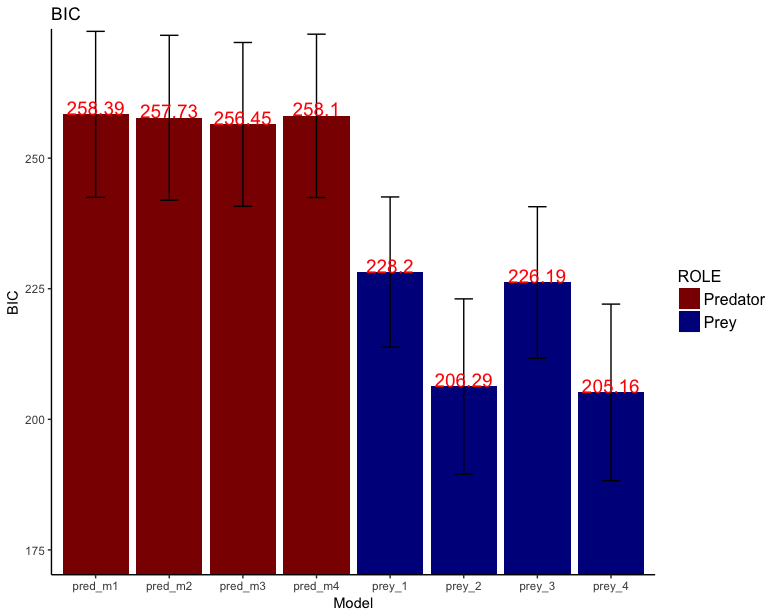 BIC
258.39 257.73 256.45 258.1
228.2 226.19
206.29 205.16
250
225
200
175
BIC
pred_m1 pred_m2 pred_m3 pred_m4 prey_1 prey_2 prey_3 prey_4
Model
ROLE
Predator
Prey